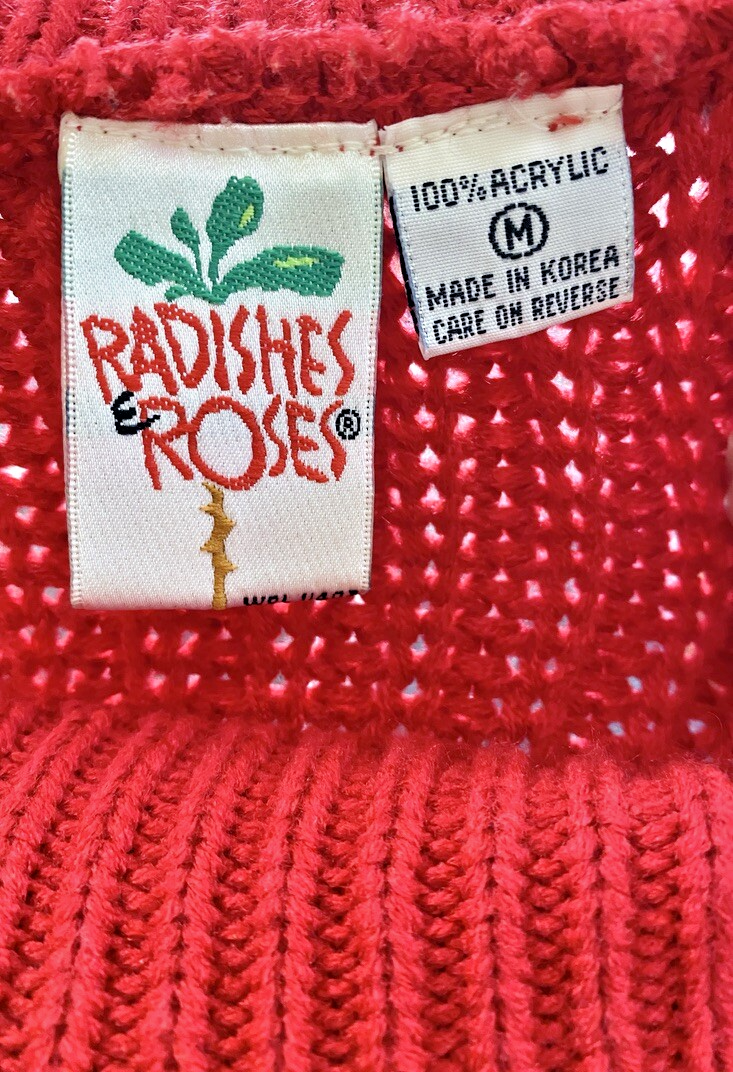 RADISHES
& ROSES®
100% ACRYLIC
M
MADE IN KOREA
CARE ON REVERSE